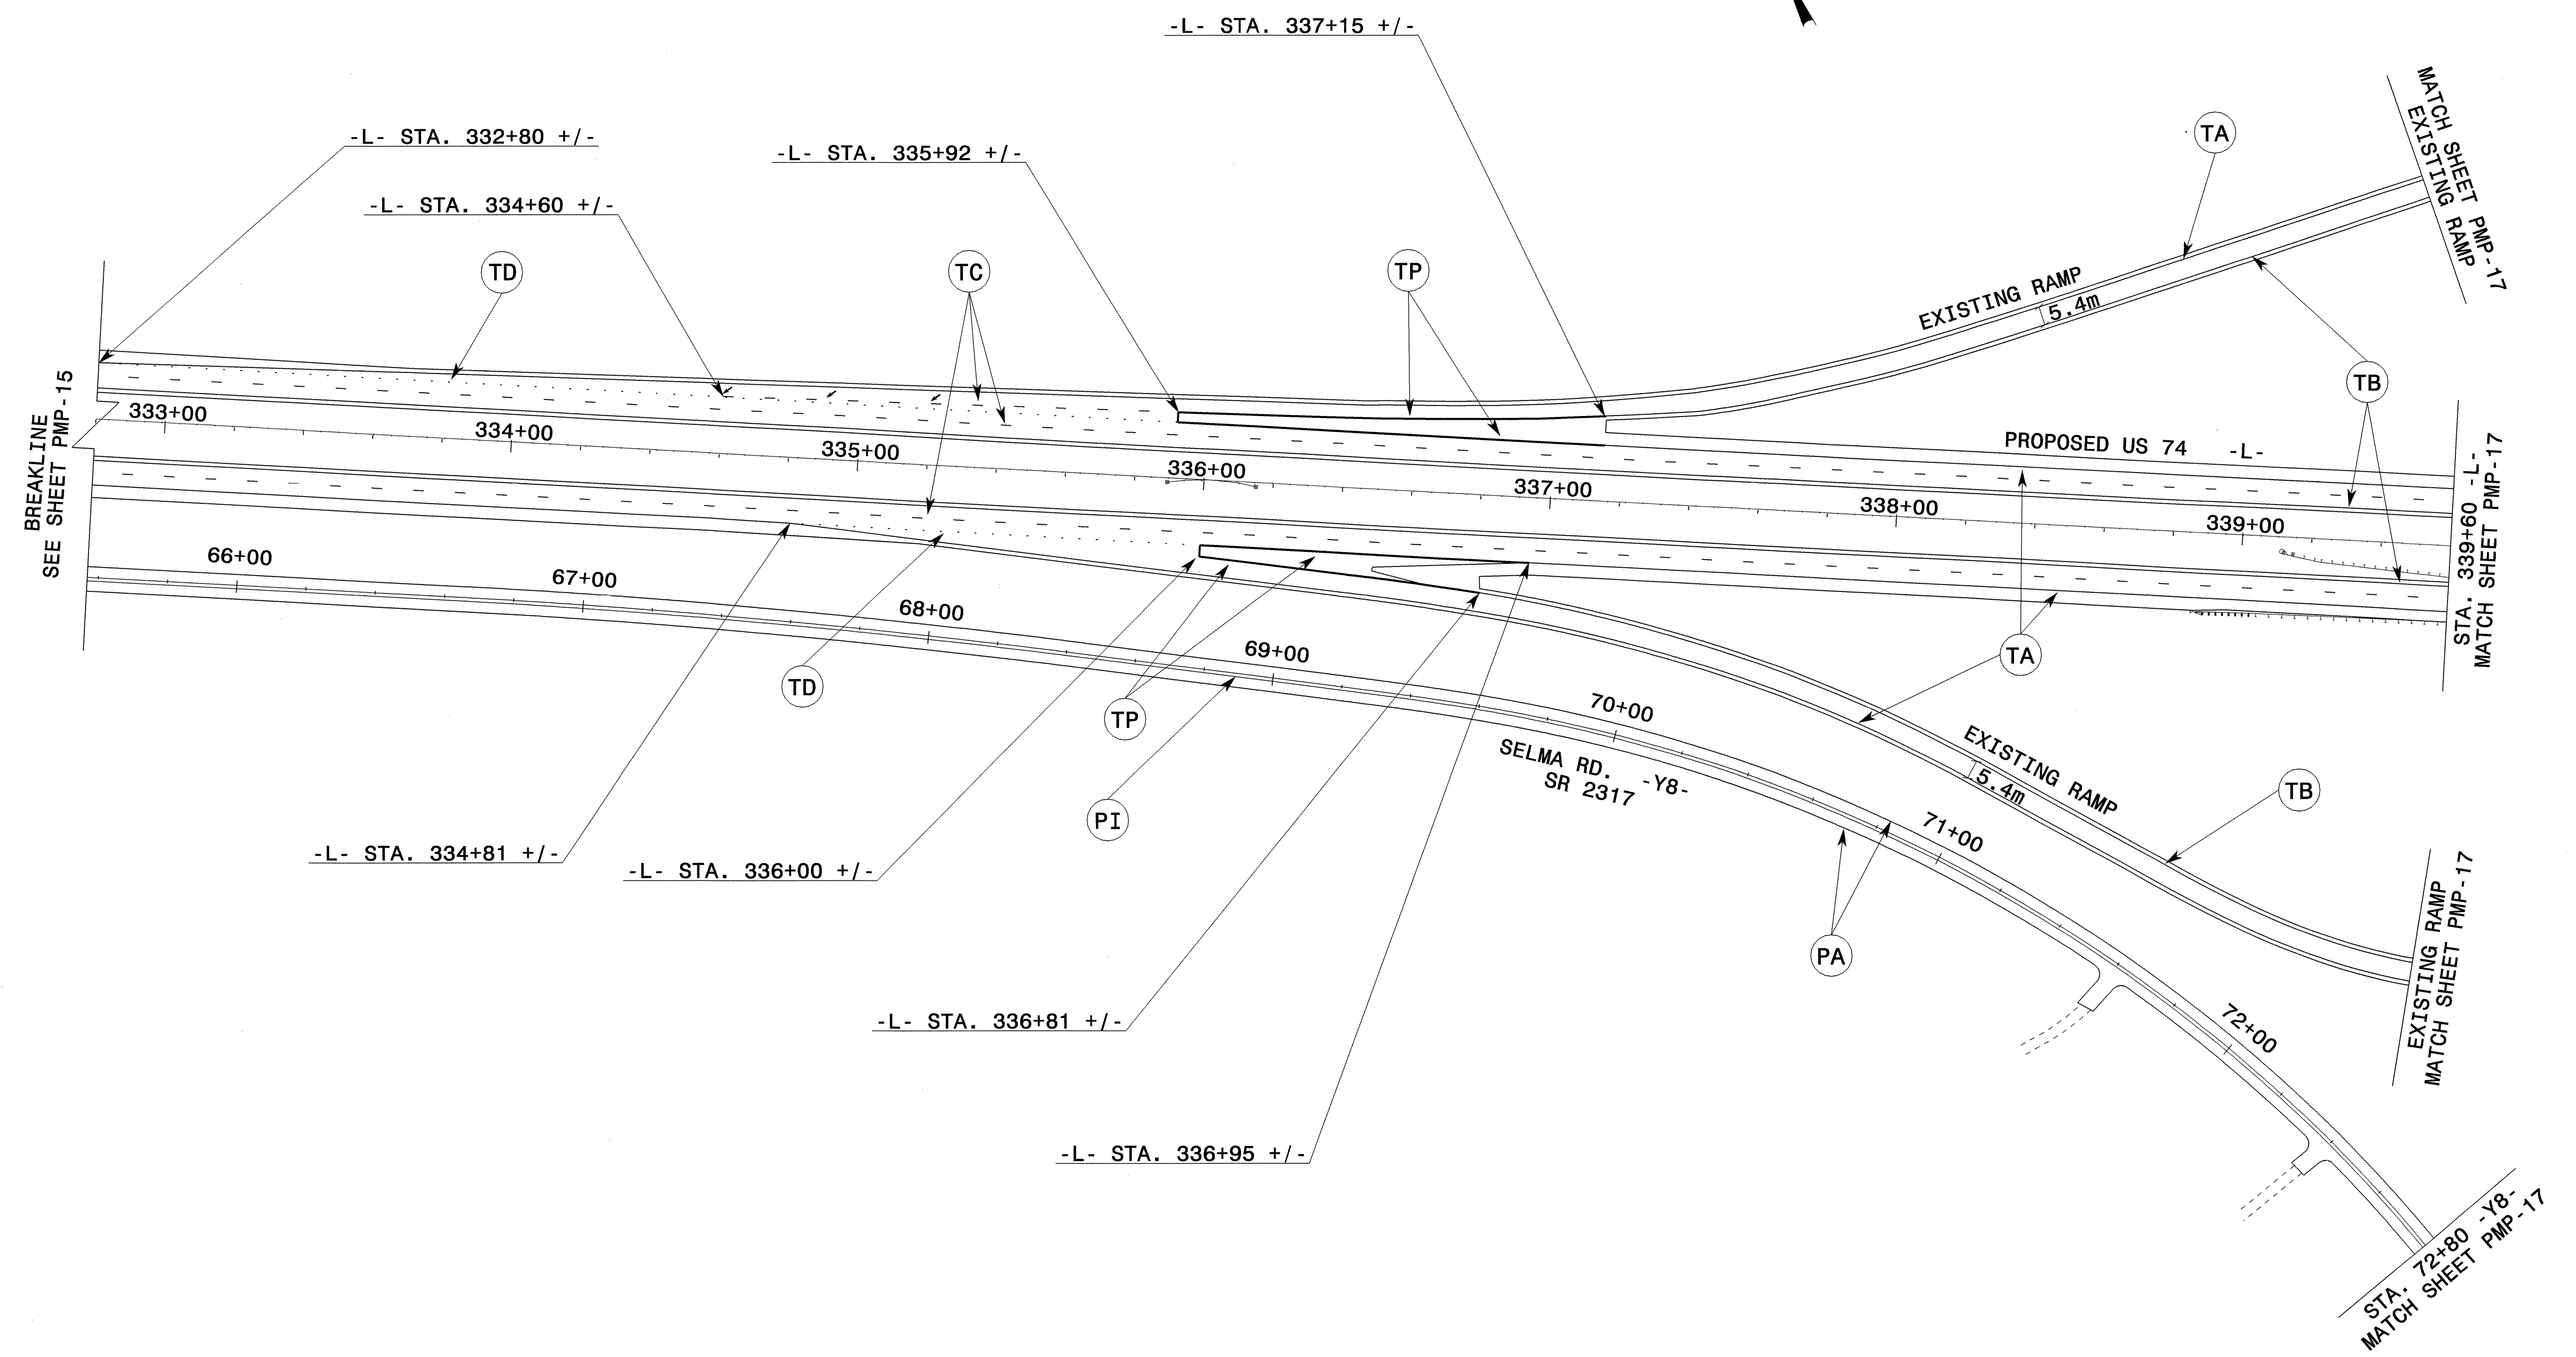 -L- STA. 337+15 +/-
-L- STA. 332+80 +/-
-L- STA. 335+92 +/-
-L- STA. 334+60 +/-
TA
MATCH SHEET PMP-17
EXISTING RAMP
TD
TC
TP
EXISTING RAMP
5.4m
TB
BREAKLINE
SEE SHEET PMP-15
333+00
334+00
335+00
336+00
337+00
338+00
339+00
PROPOSED US 74 -L-
STA. 339+60 -L-
MATCH SHEET PMP-17
66+00
67+00
68+00
69+00
70+00
71+00
72+00
TD
TP
PI
TA
SELMA RD. -Y8-
SR 2317
EXISTING RAMP
5.4m
TB
-L- STA. 334+81 +/-
-L- STA. 336+00 +/-
PA
EXISTING RAMP
MATCH SHEET PMP-17
-L- STA. 336+81 +/-
-L- STA. 336+95 +/-
STA. 72+80 -Y8-
MATCH SHEET PMP-17